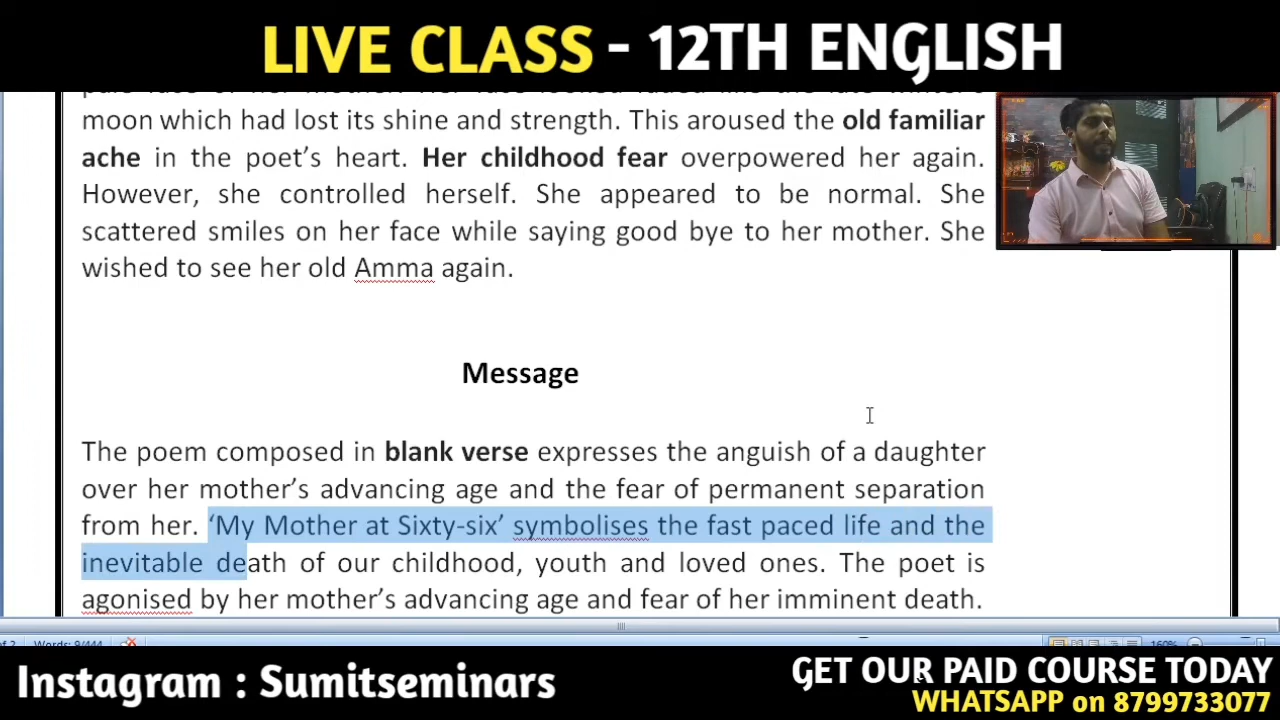 LIVE CLASS - 12TH ENGLISH
moon which had lost its shine and strength. This aroused the old familiar
ache in the poet's heart. Her childhood fear overpowered her again.
However, she controlled herself. She appeared to be normal. She
scattered smiles on her face while saying good bye to her mother. She
wished to see her old Amma again.
Message
The poem composed in blank verse expresses the anguish of a daughter
over her mother's advancing age and the fear of permanent separation
from her. 'My Mother at Sixty-six' symbolises the fast paced life and the
inevitable death of our childhood, youth and loved ones. The poet is
agonised by her mother's advancing age and fear of her imminent death.
Words: 9/444
160%
Instagram : Sumitseminars
GET OUR PAID COURSE TODAY
WHATSAPP on 8799733077